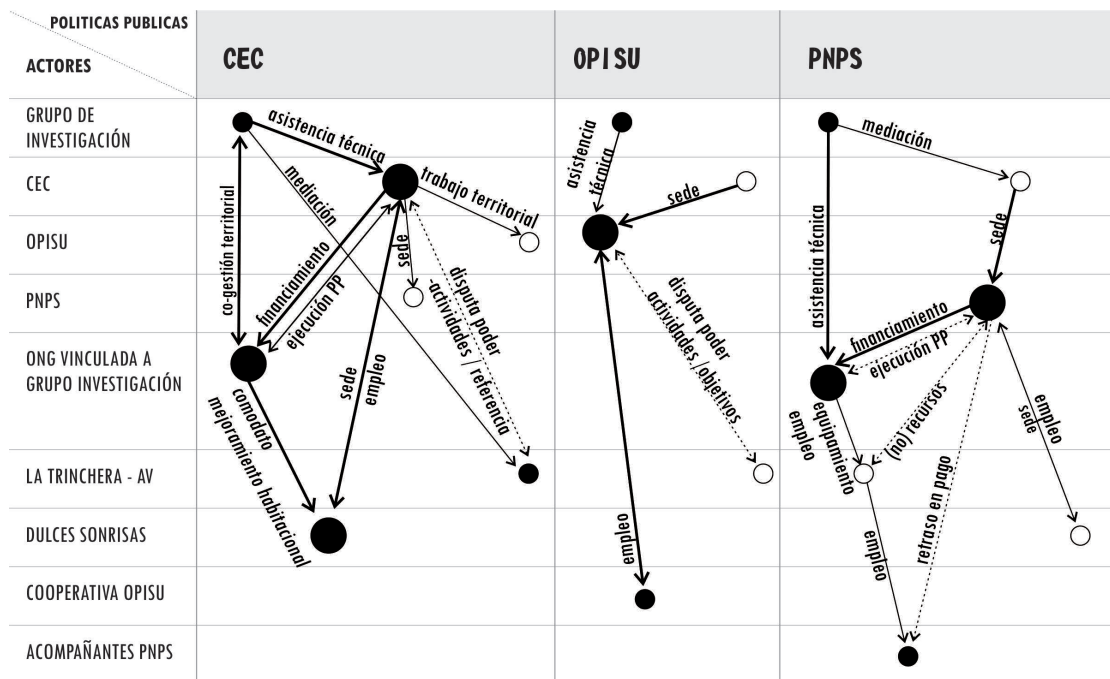 POLITICAS PUBLICAS
ACTORES
CEC
OPISU
PNPS
GRUPO DE
INVESTIGACIÓN
CEC
OPISU
PNPS
ONG VINCULADA A
GRUPO INVESTIGACIÓN
LA TRINCHERA - AV
DULCES SONRISAS
COOPERATIVA OPISU
ACOMPAÑANTES PNPS
asistencia técnica
mediación
trabajo territorial
co-gestión territorial
financiamiento
ejecución PP
sede
disputa poder
-actividades / referencia
sede
empleo
comodato
mejoramiento habitacional
asistencia
técnica
sede
disputa poder
actividades / objetivos
empleo
mediación
asistencia técnica
sede
financiamiento
ejecución PP
equipamiento
empleo
(no) recursos
empleo
sede
retraso en pago
empleo